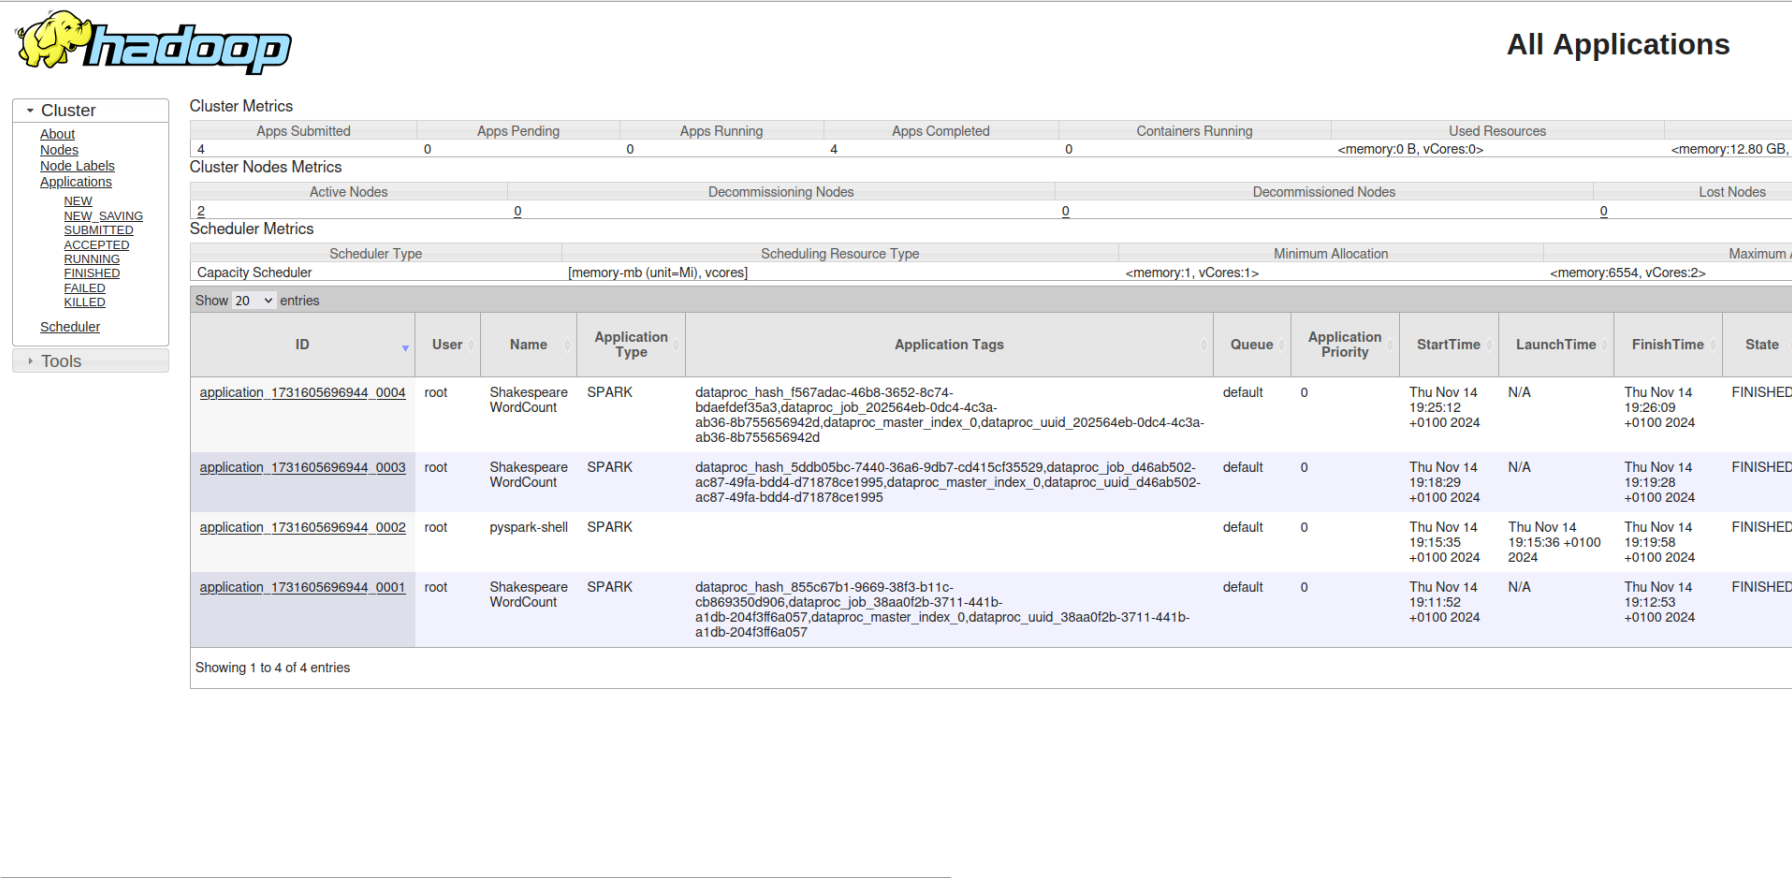 hadoop
All Applications
Cluster
About
Nodes
Node Labels
Applications
NEW
NEW_SAVING
SUBMITTED
ACCEPTED
RUNNING
FINISHED
FAILED
KILLED
Scheduler
Tools
Cluster Metrics
Apps Submitted Apps Pending Apps Running Apps Completed Containers Running Used Resources
4 0 0 4 0 <memory:0 B, vCores:0> <memory:12.80 GB,
Cluster Nodes Metrics
Active Nodes Decommissioning Nodes Decommissioned Nodes Lost Nodes
2 0 0 0
Scheduler Metrics
Scheduler Type Scheduling Resource Type Minimum Allocation Maximum
Capacity Scheduler [memory-mb (unit=Mi), vcores] <memory:1, vCores:1> <memory:6554, vCores:2>
Show 20 entries
ID User Name Application Type Application Tags Queue Application Priority StartTime LaunchTime FinishTime State
application_1731605696944_0004 root Shakespeare SPARK dataproc_hash_f567adac-46b8-3652-8c74- default 0 Thu Nov 14 N/A Thu Nov 14 FINISHED
WordCount bdaefdef35a3,dataproc_job_202564eb-0dc4-4c3a- 19:25:12 19:26:09
ab36-8b755656942d,dataproc_master_index_0,dataproc_uuid_202564eb-0dc4-4c3a- +0100 2024 +0100 2024
ab36-8b755656942d
application_1731605696944_0003 root Shakespeare SPARK dataproc_hash_5ddb05bc-7440-36a6-9db7-cd415cf35529,dataproc_job_d46ab502- default 0 Thu Nov 14 N/A Thu Nov 14 FINISHED
WordCount ac87-49fa-bdd4-d71878ce1995,dataproc_master_index_0,dataproc_uuid_d46ab502- 19:18:29 19:19:28
ac87-49fa-bdd4-d71878ce1995 +0100 2024 +0100 2024
application_1731605696944_0002 root pyspark-shell SPARK default 0 Thu Nov 14 Thu Nov 14 Thu Nov 14 FINISHED
19:15:35 19:15:36 +0100 19:19:58
+0100 2024 2024 +0100 2024
application_1731605696944_0001 root Shakespeare SPARK dataproc_hash_855c67b1-9669-38f3-b11c- default 0 Thu Nov 14 N/A Thu Nov 14 FINISHED
WordCount cb869350d906,dataproc_job_38aa0f2b-3711-441b- 19:11:52 19:12:53
a1db-204f3ff6a057,dataproc_master_index_0,dataproc_uuid_38aa0f2b-3711-441b- +0100 2024 +0100 2024
a1db-204f3ff6a057
Showing 1 to 4 of 4 entries